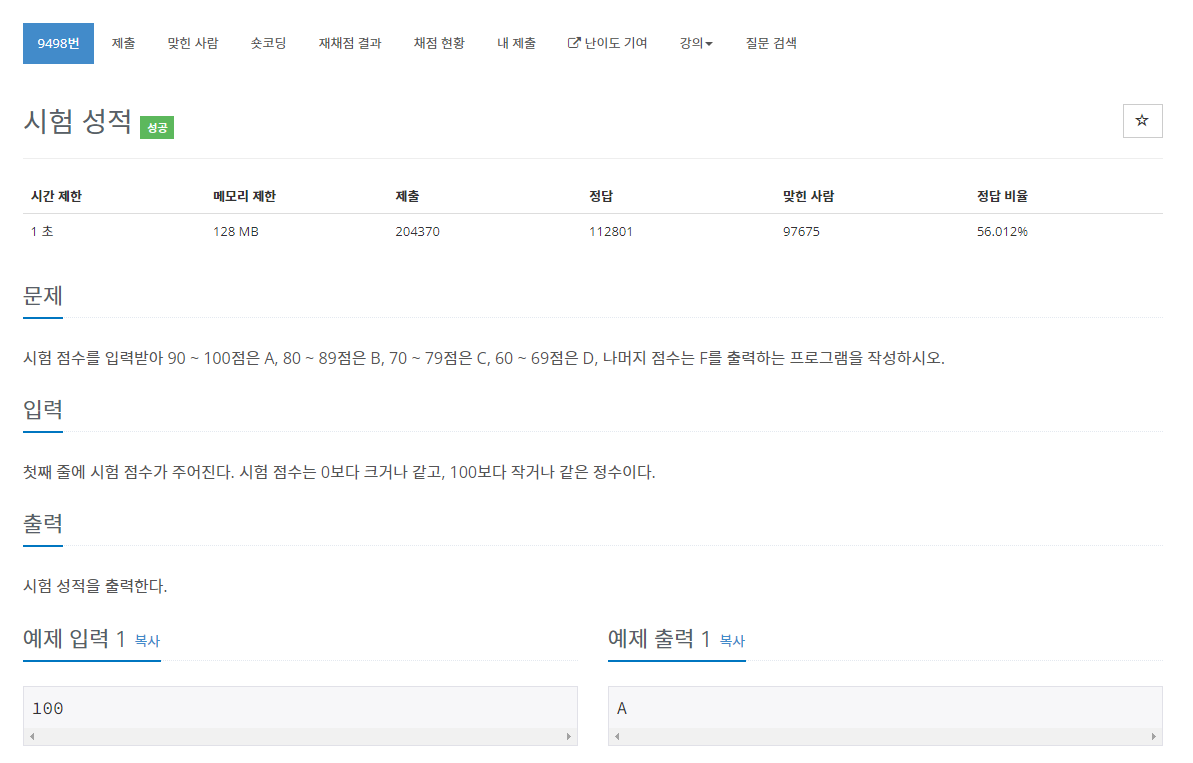 9498번 제출 맞힌 사람 숏코딩 재채점 결과 채점 현황 내 제출 난이도 기여 강의 질문 검색
시험 성적 성공
시간 제한 메모리 제한 제출 정답 맞힌 사람 정답 비율
1 초 128 MB 204370 112801 97675 56.012%
문제
시험 점수를 입력받아 90 ~ 100점은 A, 80 ~ 89점은 B, 70 ~ 79점은 C, 60 ~ 69점은 D, 나머지 점수는 F를 출력하는 프로그램을 작성하시오.
입력
첫째 줄에 시험 점수가 주어진다. 시험 점수는 0보다 크거나 같고, 100보다 작거나 같은 정수이다.
출력
시험 성적을 출력한다.
예제 입력 1 복사 예제 출력 1 복사
100 A